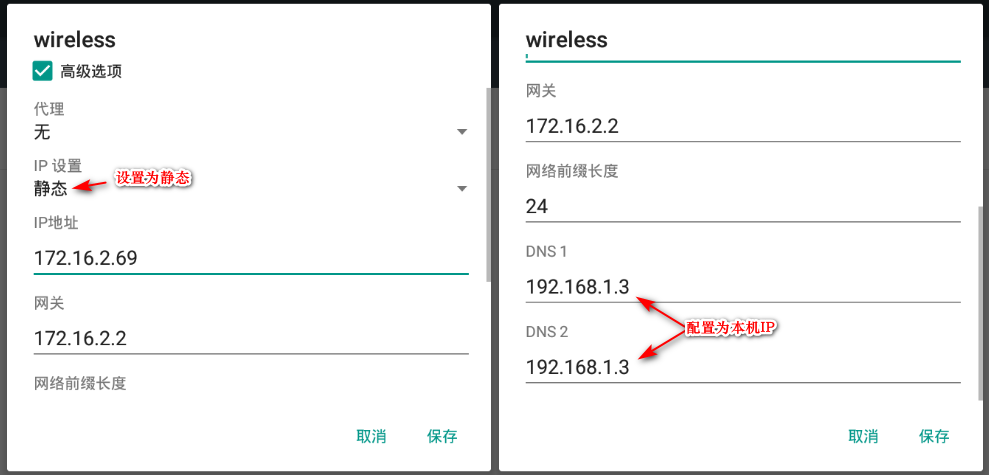 wireless
高级选项
代理
无
IP 设置
静态
设置为静态
IP地址
172.16.2.69
网关
172.16.2.2
网络前缀长度
取消
保存
wireless
网关
172.16.2.2
网络前缀长度
24
DNS 1
192.168.1.3
配置为本机IP
DNS 2
192.168.1.3
取消
保存